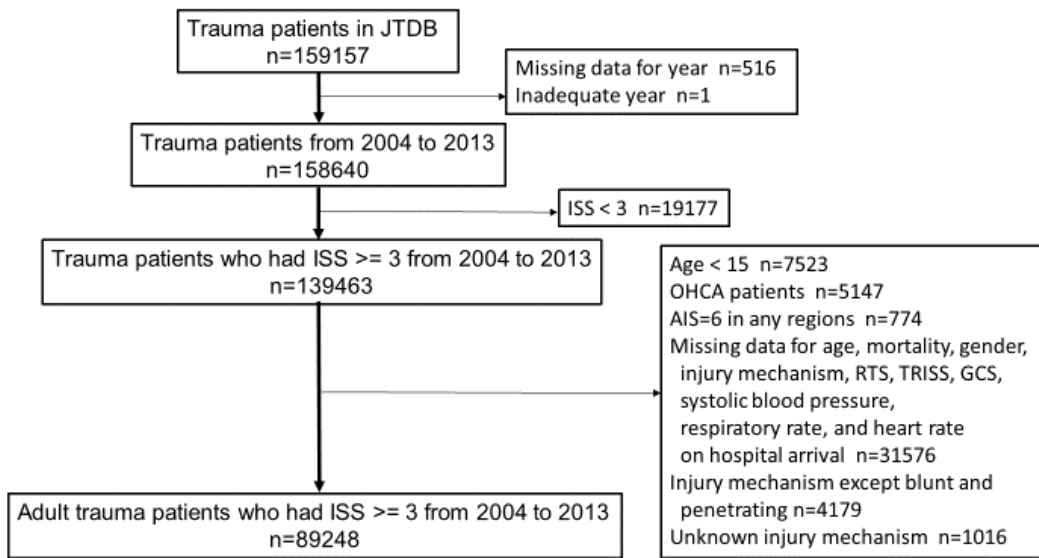 Trauma patients in JTDB
n=159157
Missing data for year n=516
Inadequate year n=1
Trauma patients from 2004 to 2013
n=158640
ISS < 3 n=19177
Trauma patients who had ISS >= 3 from 2004 to 2013
n=139463
Age < 15 n=7523
OHCA patients n=5147
AIS=6 in any regions n=774
Missing data for age, mortality, gender,
injury mechanism, RTS, TRISS, GCS,
systolic blood pressure,
respiratory rate, and heart rate
on hospital arrival n=31576
Injury mechanism except blunt and
penetrating n=4179
Unknown injury mechanism n=1016
Adult trauma patients who had ISS >= 3 from 2004 to 2013
n=89248